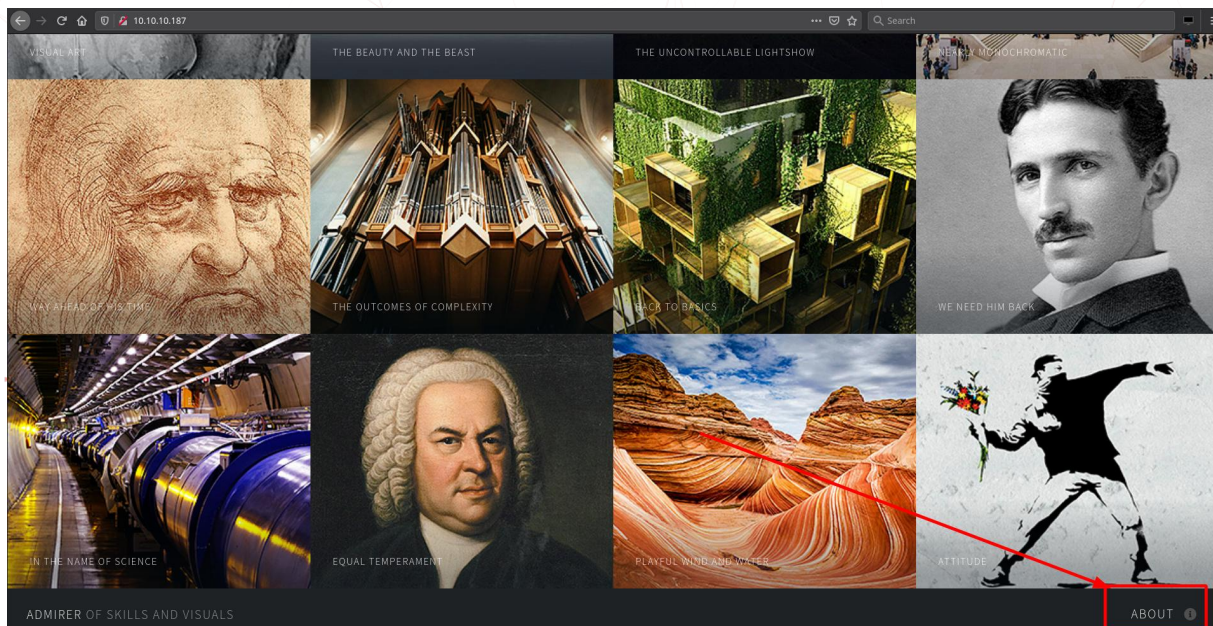 10.10.10.187
Search
VISUAL ART
THE BEAUTY AND THE BEAST
THE UNCONTROLLABLE LIGHTSHOW
NEARLY MONOCHROMATIC
WAY AHEAD OF HIS TIME
THE OUTCOMES OF COMPLEXITY
BACK TO BASICS
WE NEED HIM BACK
IN THE NAME OF SCIENCE
EQUAL TEMPERAMENT
PLAYFUL WIND AND WATER
ATTITUDE
ADMIRER OF SKILLS AND VISUALS
ABOUT